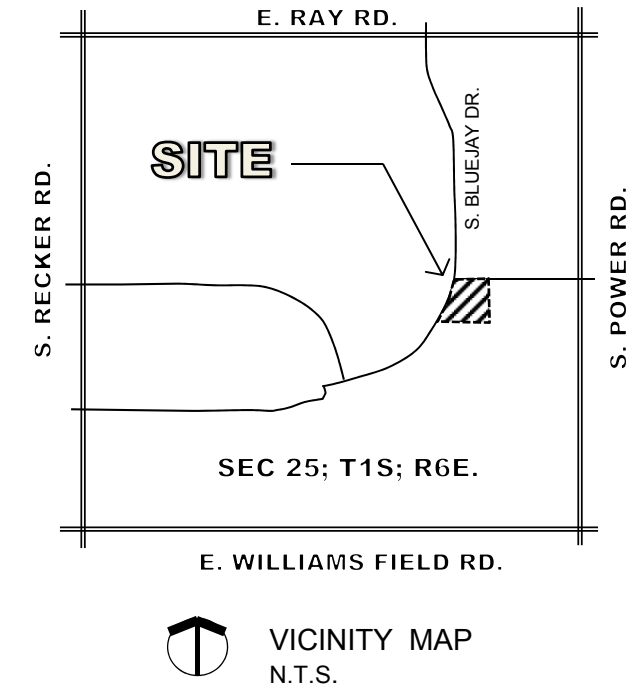 E. RAY RD.
S. BLUEJAY DR.
SITE
S. RECKER RD.
S. POWER RD.
SEC 25; T1S; R6E.
E. WILLIAMS FIELD RD.
VICINITY MAP
N.T.S.